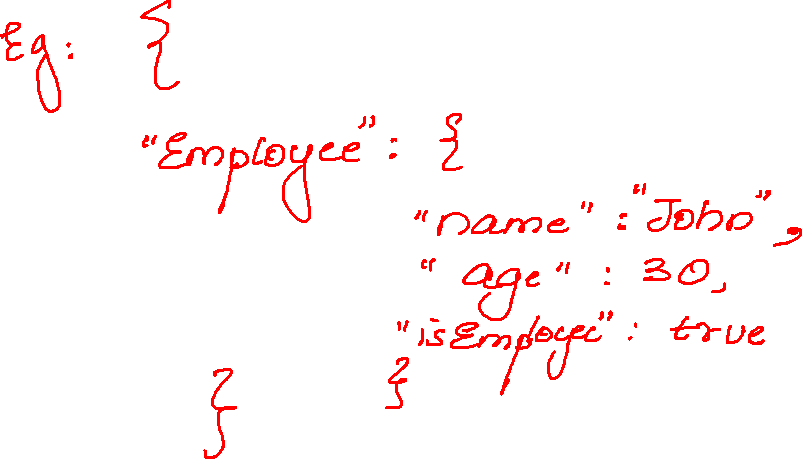 Eg: {
"Employee": {
"name": "John",
"age": 30,
"isEmployee": true
} }